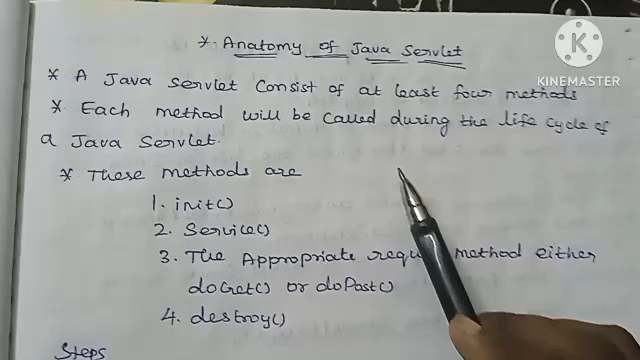 * Anatomy of Java Servlet
* A Java Servlet Consist of at least four methods
* Each method will be Called during the life cycle of
a Java Servlet.
* These methods are
1. init()
2. Service()
3. The Appropriate method either
doGet() or doPost()
4. destroy()
Steps
K
KINEMASTER